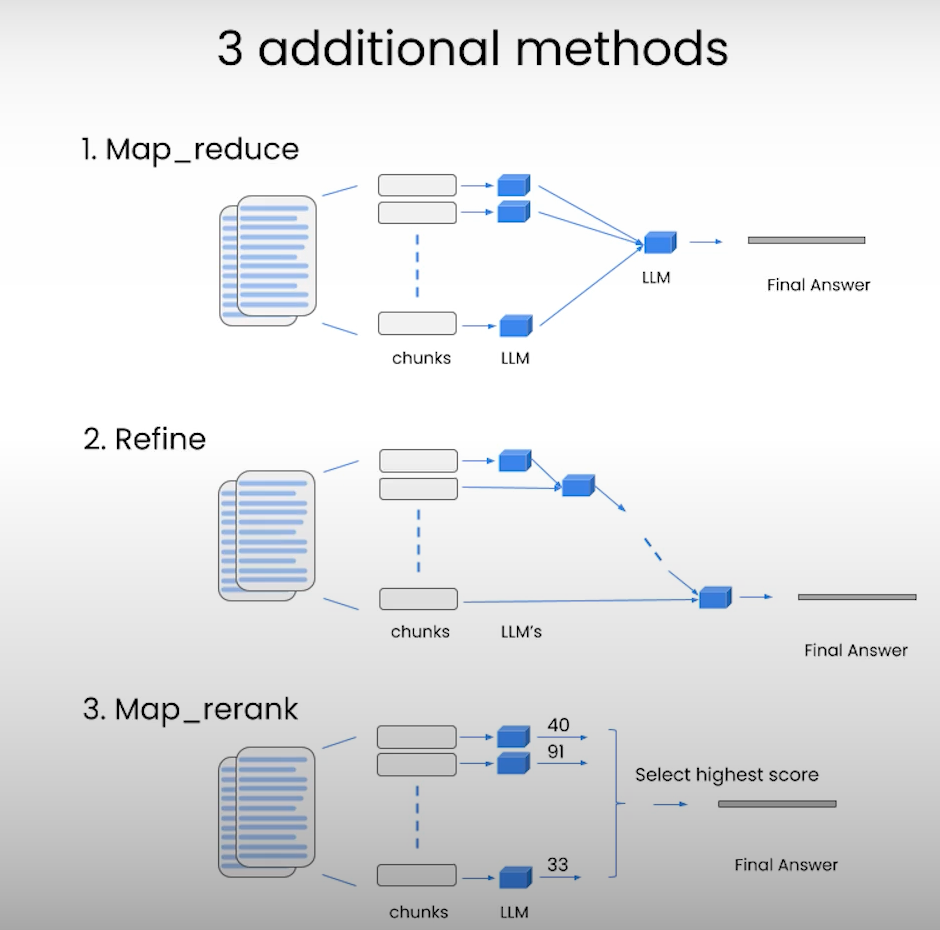 3 additional methods
1. Map_reduce
LLM
Final Answer
chunks
LLM
2. Refine
chunks
LLM's
Final Answer
3. Map_rerank
40
91
Select highest score
33
Final Answer
chunks
LLM